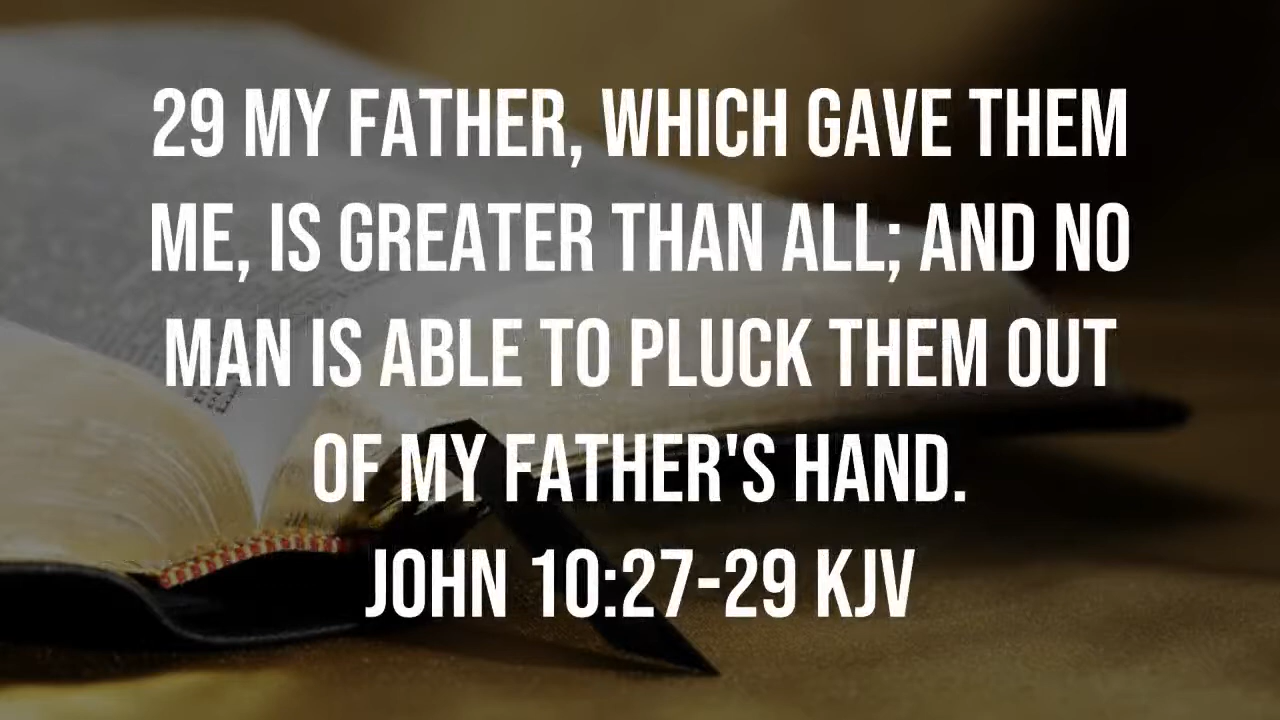 29 MY FATHER, WHICH GAVE THEM
ME, IS GREATER THAN ALL; AND NO
MAN IS ABLE TO PLUCK THEM OUT
OF MY FATHER'S HAND.
JOHN 10:27-29 KJV